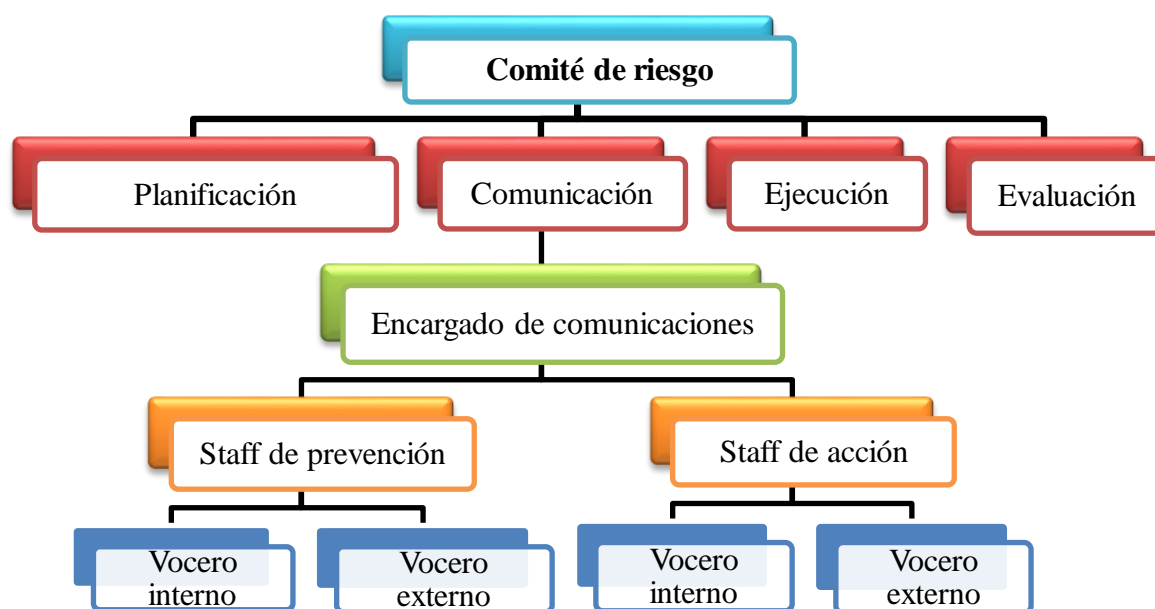 Comité de riesgo
Planificación
Comunicación
Ejecución
Evaluación
Encargado de comunicaciones
Staff de prevención
Staff de acción
Vocero
interno
Vocero
externo
Vocero
interno
Vocero
externo